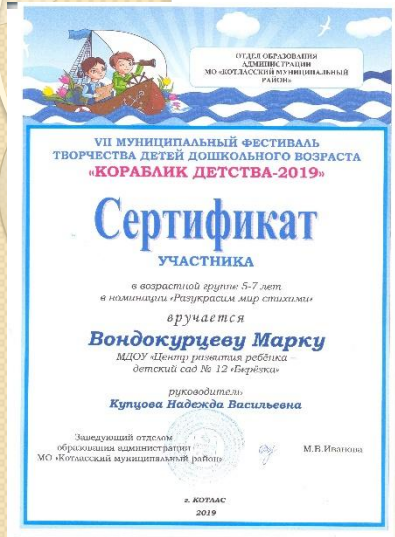 ОТДЕЛ ОБРАЗОВАНИЯ
АДМИНИСТРАЦИИ
МО «КОТЛАССКИЙ МУНИЦИПАЛЬНЫЙ
РАЙОН»
VII МУНИЦИПАЛЬНЫЙ ФЕСТИВАЛЬ
ТВОРЧЕСТВА ДЕТЕЙ ДОШКОЛЬНОГО ВОЗРАСТА
«КОРАБЛИК ДЕТСТВА-2019»
Сертификат
УЧАСТНИКА
в возрастной группе 5-7 лет
в номинации «Разукрасим мир стихами»
вручается
Вондокурцеву Марку
МДОУ «Центр развития ребёнка –
детский сад № 12 «Берёзка»
руководитель
Купцова Надежда Васильевна
Заведующий отделом
образования администрации
МО «Котласский муниципальный район»
М.В.Иванова
г. КОТЛАС
2019